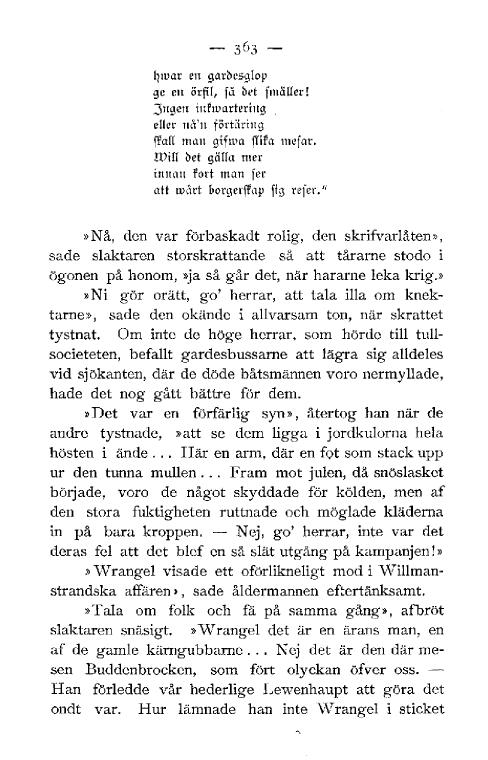 — 363 —
hwar en gardesglop
ge en örfil, så det smäller!
Ingen inkwartering
eller nå'n förtäring
skall man gifwa slika mesar.
Will det gälla mer
innan kort man ser
att wårt borgerskap sig reser."
»Nå, den var förbaskadt rolig, den skrifvarlåten»,
sade slaktaren storskrattande så att tårarne stodo i
ögonen på honom, »ja så går det, när hararne leka krig.»
»Ni gör orätt, go' herrar, att tala illa om knek-
tarne», sade den okände i allvarsam ton, när skrattet
tystnat. Om inte de höge herrar, som hörde till tull-
societeten, befallt gardesbussarne att lägra sig alldeles
vid sjökanten, där de döde båtsmännen voro nermyllade,
hade det nog gått bättre för dem.
»Det var en förfärlig syn», återtog han när de
andre tystnade, »att se dem ligga i jordkulorna hela
hösten i ände... Här en arm, där en fot som stack upp
ur den tunna mullen... Fram mot julen, då snöslasket
började, voro de något skyddade för kölden, men af
den stora fuktigheten ruttnade och möglade kläderna
in på bara kroppen. — Nej, go' herrar, inte var det
deras fel att det blef en så slät utgång på kampanjen!»
»Wrangel visade ett oförlikneligt mod i Willman-
strandska affären», sade åldermannen eftertänksamt.
»Tala om folk och fä på samma gång», afbröt
slaktaren snäsigt. »Wrangel det är en ärans man, en
af de gamle kärngubbarne... Nej det är den där me-
sen Buddenbrocken, som fört olyckan öfver oss. —
Han förledde vår hederlige Lewenhaupt att göra det
ondt var. Hur lämnade han inte Wrangel i sticket